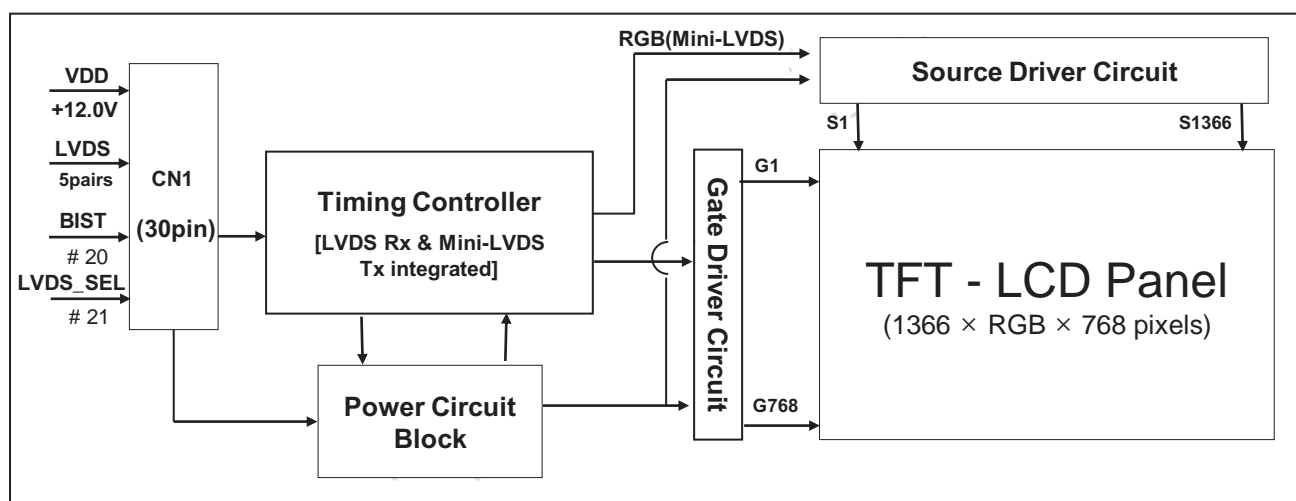 RGB(Mini-LVDS)
Source Driver Circuit
VDD
+12.0V
S1
S1366
LVDS
5pairs
CN1
(30pin)
BIST
# 20
LVDS_SEL
# 21
Timing Controller
[LVDS Rx & Mini-LVDS
Tx integrated]
Gate Driver Circuit
G1
G768
TFT - LCD Panel
(1366 × RGB × 768 pixels)
Power Circuit
Block